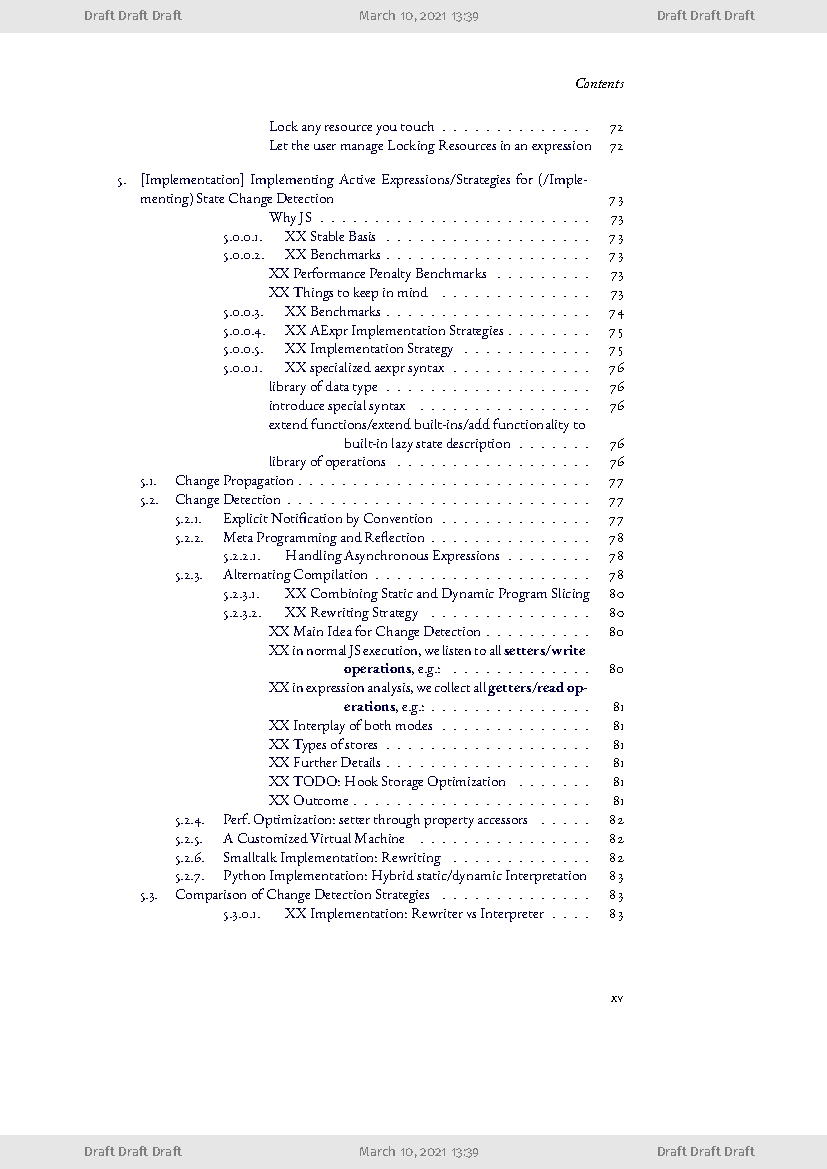 Draft Draft Draft March 10, 2021 13:39 Draft Draft Draft
Contents
Lock any resource you touch . . . . . . . . . . . . . . 72
Let the user manage Locking Resources in an expression 72
5. [Implementation] Implementing Active Expressions/Strategies for (/Imple-
menting) State Change Detection 73
Why JS . . . . . . . . . . . . . . . . . . . . . . . . . 73
5.0.0.1. XX Stable Basis . . . . . . . . . . . . . . . . . . . 73
5.0.0.2. XX Benchmarks . . . . . . . . . . . . . . . . . . . 73
XX Performance Penalty Benchmarks . . . . . . . . . 73
XX Things to keep in mind . . . . . . . . . . . . . . 73
5.0.0.3. XX Benchmarks . . . . . . . . . . . . . . . . . . . 74
5.0.0.4. XX AExpr Implementation Strategies . . . . . . . . 75
5.0.0.5. XX Implementation Strategy . . . . . . . . . . . . 75
5.0.0.1. XX specialized aexpr syntax . . . . . . . . . . . . . 76
library of data type . . . . . . . . . . . . . . . . . . . 76
introduce special syntax . . . . . . . . . . . . . . . . 76
extend functions/extend built-ins/add functionality to
built-in lazy state description . . . . . . . 76
library of operations . . . . . . . . . . . . . . . . . . 76
5.1. Change Propagation . . . . . . . . . . . . . . . . . . . . . . . . . . . 77
5.2. Change Detection . . . . . . . . . . . . . . . . . . . . . . . . . . . . 77
5.2.1. Explicit Notification by Convention . . . . . . . . . . . . . . 77
5.2.2. Meta Programming and Reflection . . . . . . . . . . . . . . . 78
5.2.2.1. Handling Asynchronous Expressions . . . . . . . . 78
5.2.3. Alternating Compilation . . . . . . . . . . . . . . . . . . . . 78
5.2.3.1. XX Combining Static and Dynamic Program Slicing 80
5.2.3.2. XX Rewriting Strategy . . . . . . . . . . . . . . . 80
XX Main Idea for Change Detection . . . . . . . . . . 80
XX in normal JS execution, we listen to all setters/write
operations, e.g.: . . . . . . . . . . . . . 80
XX in expression analysis, we collect all getters/read op-
erations, e.g.: . . . . . . . . . . . . . . . 81
XX Interplay of both modes . . . . . . . . . . . . . . 81
XX Types of stores . . . . . . . . . . . . . . . . . . . 81
XX Further Details . . . . . . . . . . . . . . . . . . . 81
XX TODO: Hook Storage Optimization . . . . . . . 81
XX Outcome . . . . . . . . . . . . . . . . . . . . . . 81
5.2.4. Perf. Optimization: setter through property accessors . . . . . 82
5.2.5. A Customized Virtual Machine . . . . . . . . . . . . . . . . 82
5.2.6. Smalltalk Implementation: Rewriting . . . . . . . . . . . . . 82
5.2.7. Python Implementation: Hybrid static/dynamic Interpretation 83
5.3. Comparison of Change Detection Strategies . . . . . . . . . . . . . . 83
5.3.0.1. XX Implementation: Rewriter vs Interpreter . . . . 83
xv
Draft Draft Draft March 10, 2021 13:39 Draft Draft Draft